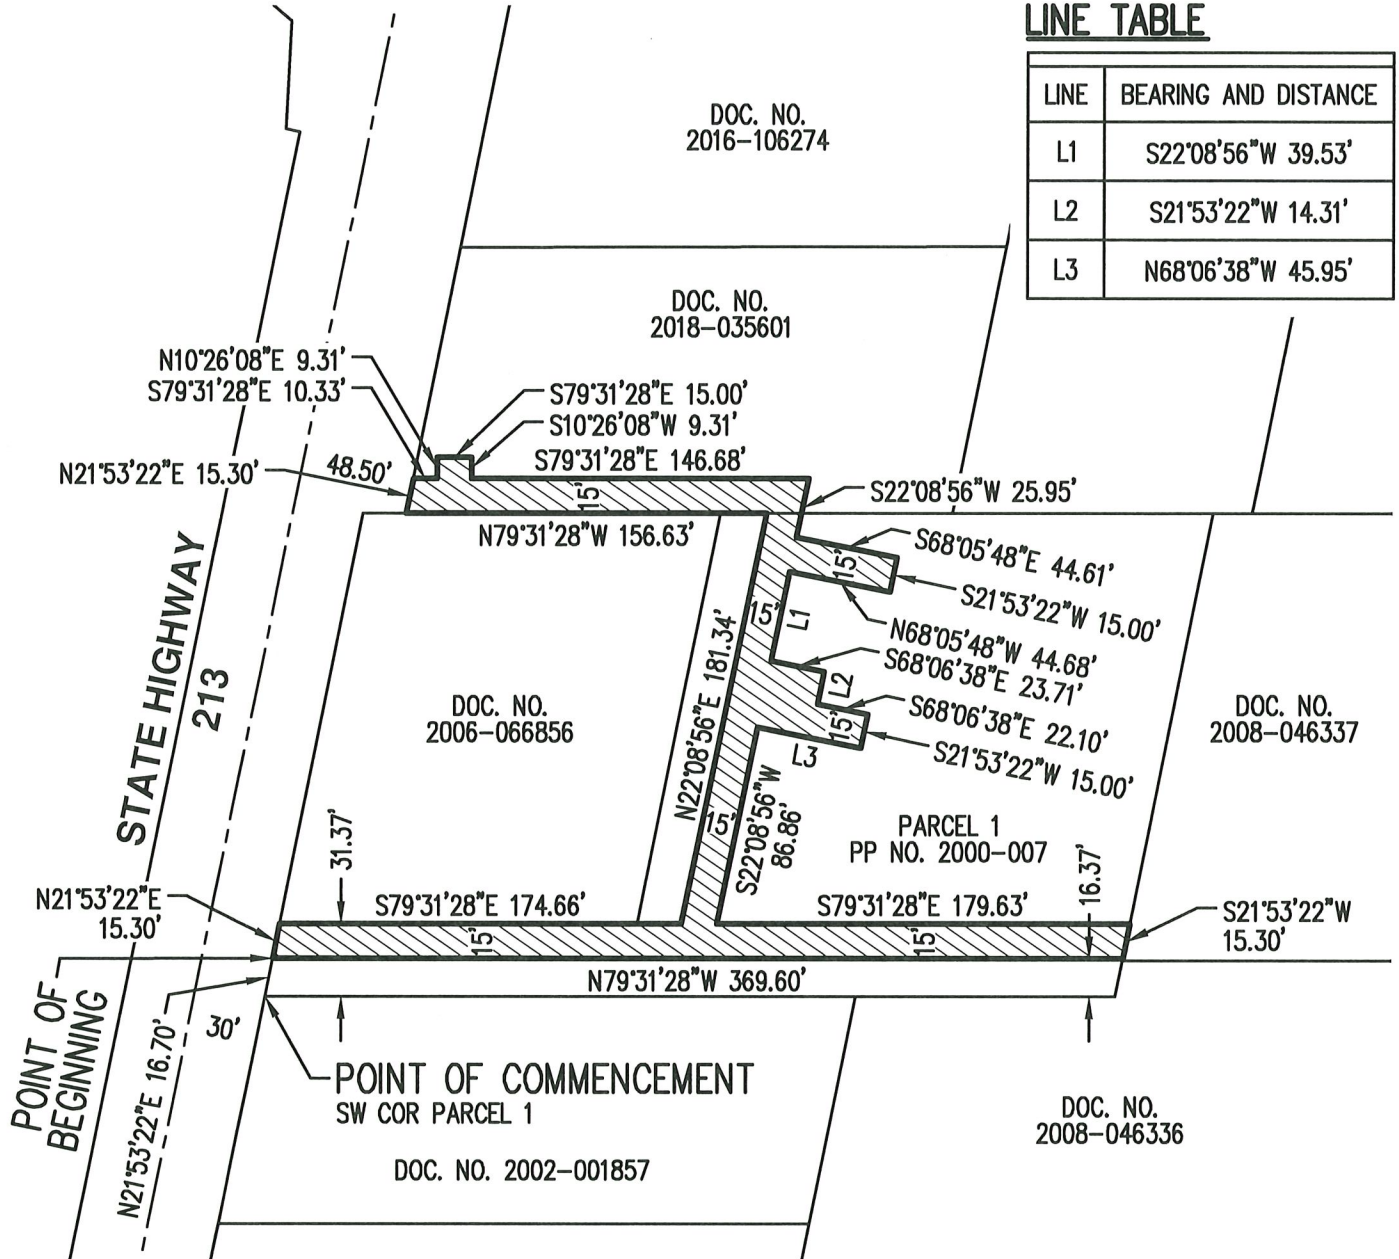 LINE TABLE
LINE BEARING AND DISTANCE
L1 S22°08'56"W 39.53'
L2 S21°53'22"W 14.31'
L3 N68°06'38"W 45.95'
DOC. NO.
2016-106274
DOC. NO.
2018-035601
N10°26'08"E 9.31'
S79°31'28"E 10.33'
S79°31'28"E 15.00'
S10°26'08"W 9.31'
S79°31'28"E 146.68'
N21°53'22"E 15.30'
48.50'
15'
S22°08'56"W 25.95'
N79°31'28"W 156.63'
S68°05'48"E 44.61'
15'
S21°53'22"W 15.00'
15'
L1
N68°05'48"W 44.68'
S68°06'38"E 23.71'
L2
S68°06'38"E 22.10'
15'
S21°53'22"W 15.00'
L3
STATE HIGHWAY
213
DOC. NO.
2006-066856
N22°08'56"E 181.34'
DOC. NO.
2008-046337
15'
S22°08'56"W
86.86'
PARCEL 1
PP NO. 2000-007
31.37'
16.37'
N21°53'22"E
15.30'
S79°31'28"E 174.66'
S79°31'28"E 179.63'
S21°53'22"W
15.30'
15'
15'
N79°31'28"W 369.60'
POINT OF
BEGINNING
N21°53'22"E 16.70'
30'
POINT OF COMMENCEMENT
SW COR PARCEL 1
DOC. NO.
2008-046336
DOC. NO. 2002-001857